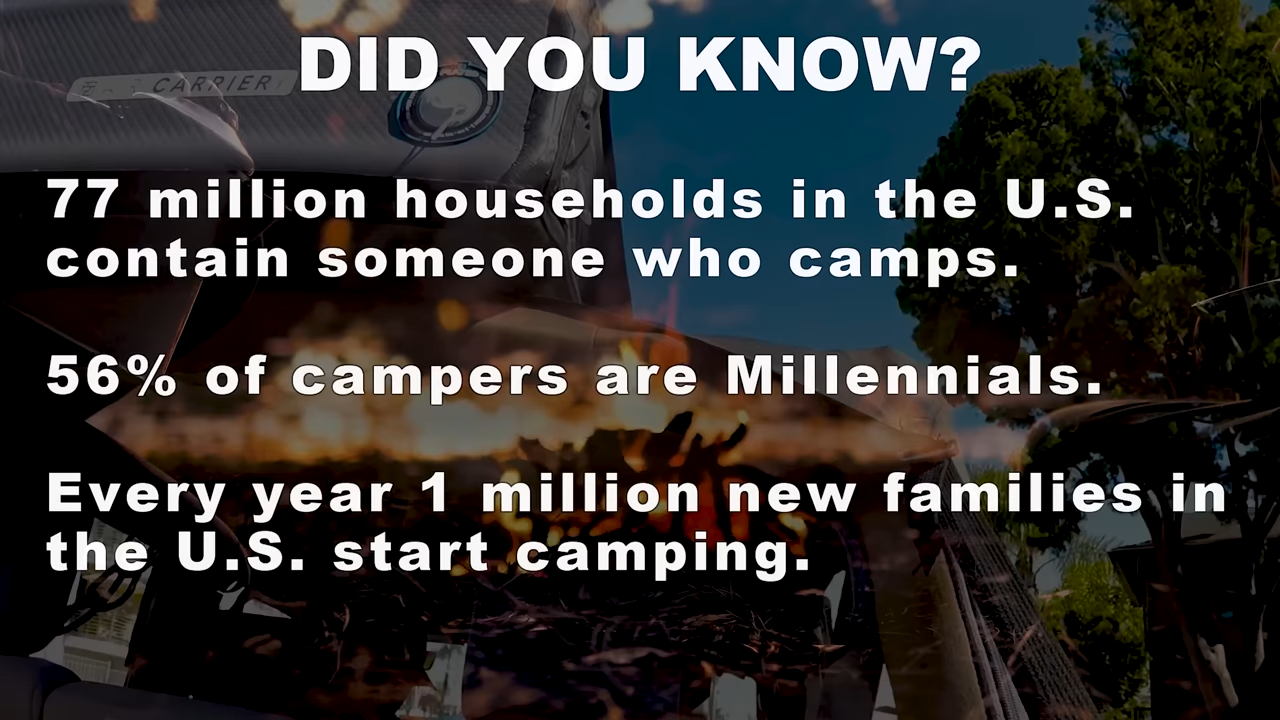 DID YOU KNOW?
CARRIER
77 million households in the U.S.
contain someone who camps.
56% of campers are Millennials.
Every year 1 million new families in
the U.S. start camping.